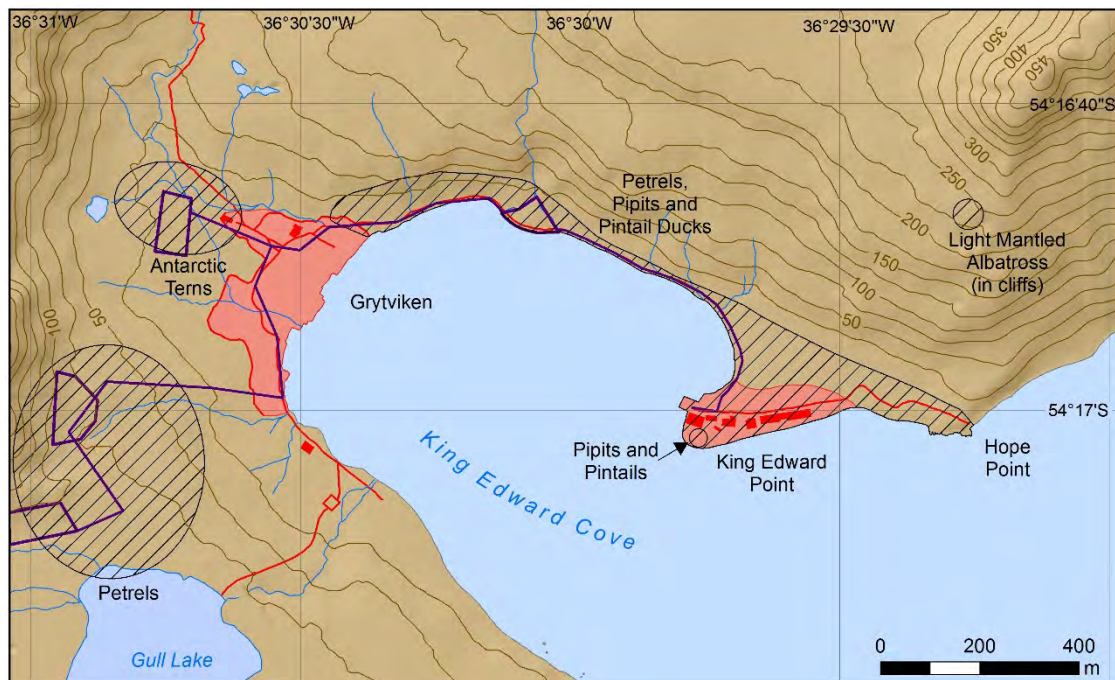 36°31'W
36°30'30"W
36°30'W
36°29'30"W
350
400
450
54°16'40"S
300
250
200
150
100
50
Petrels,
Pipits and
Pintail Ducks
Light Mantled
Albatross
(in cliffs)
Antarctic
Terns
Grytviken
50
100
54°17'S
King Edward Cove
Pipits and
Pintails
King Edward
Point
Hope
Point
Petrels
Gull Lake
0 200 400
m